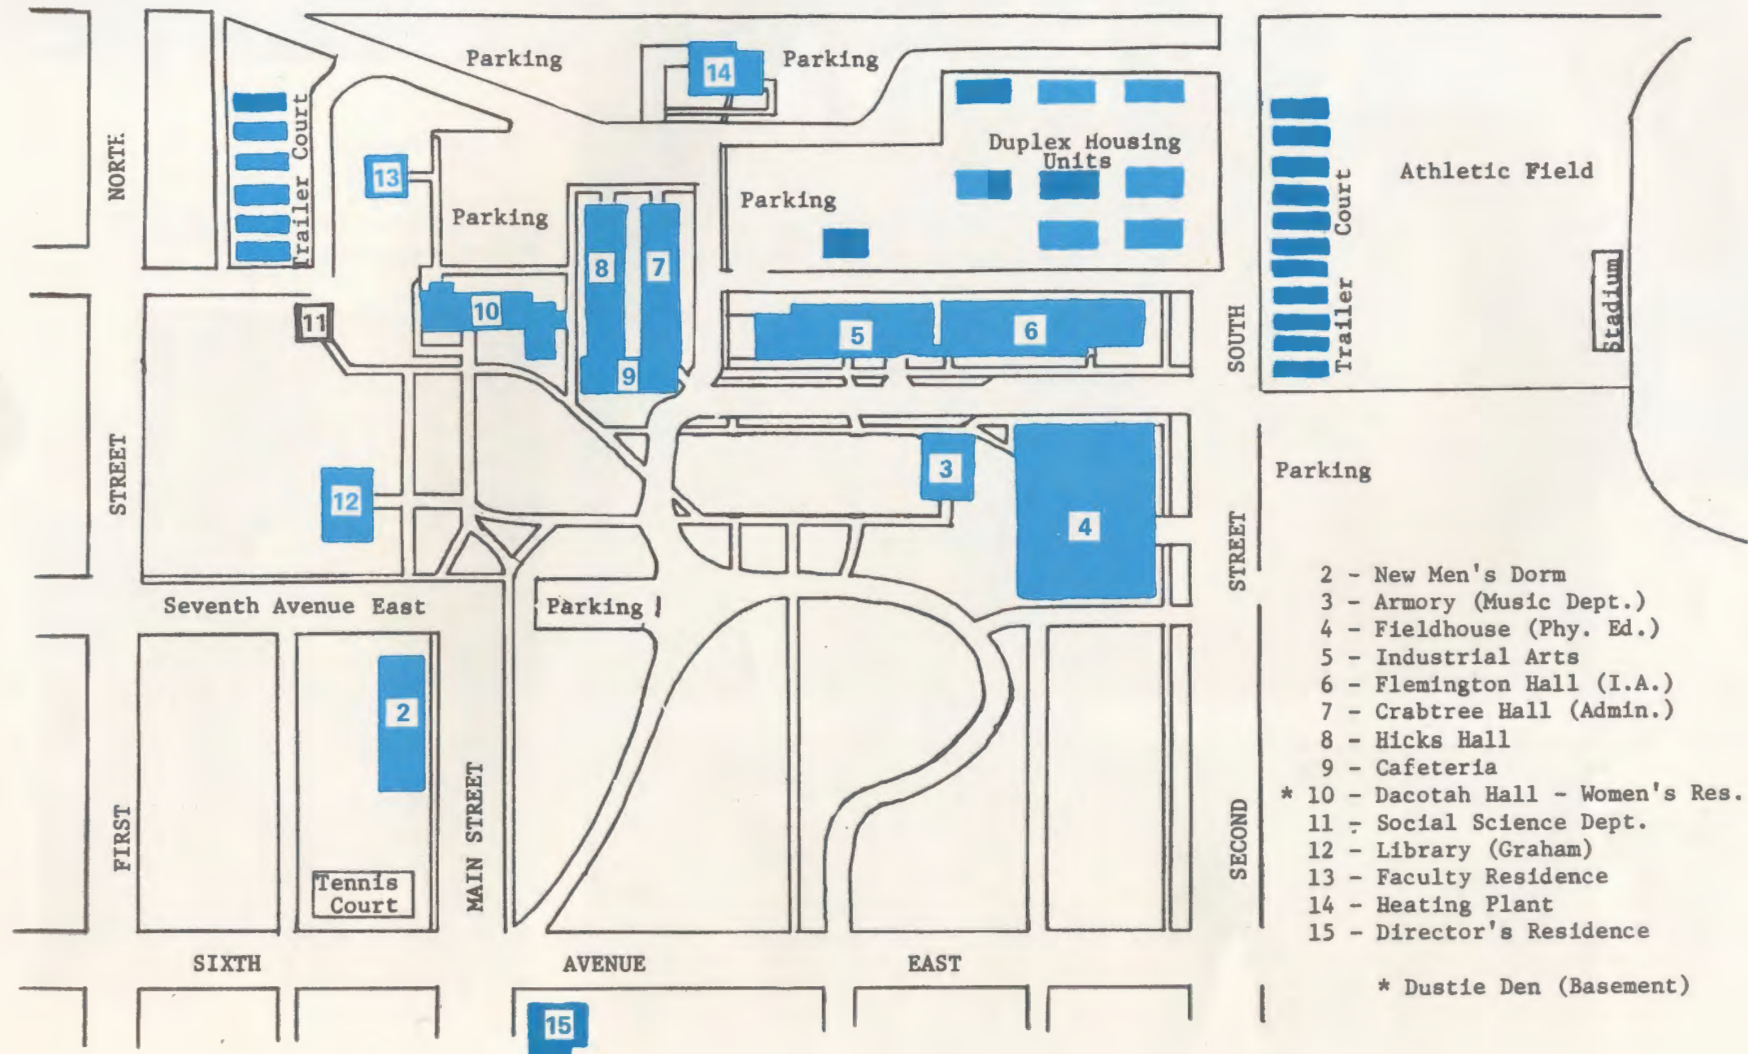 Parking
14
Parking
NORTH
Trailer Court
13
Parking
8
7
Parking
Duplex Housing
Units
Trailer Court
Athletic Field
Stadium
11
10
9
5
6
SOUTH
STREET
12
3
4
STREET
Parking
Seventh Avenue East
Parking
2
FIRST
MAIN STREET
SECOND
Tennis
Court
SIXTH AVENUE EAST
15
2 - New Men's Dorm
3 - Armory (Music Dept.)
4 - Fieldhouse (Phy. Ed.)
5 - Industrial Arts
6 - Flemington Hall (I.A.)
7 - Crabtree Hall (Admin.)
8 - Hicks Hall
9 - Cafeteria
* 10 - Dacotah Hall - Women's Res.
11 - Social Science Dept.
12 - Library (Graham)
13 - Faculty Residence
14 - Heating Plant
15 - Director's Residence
* Dustie Den (Basement)